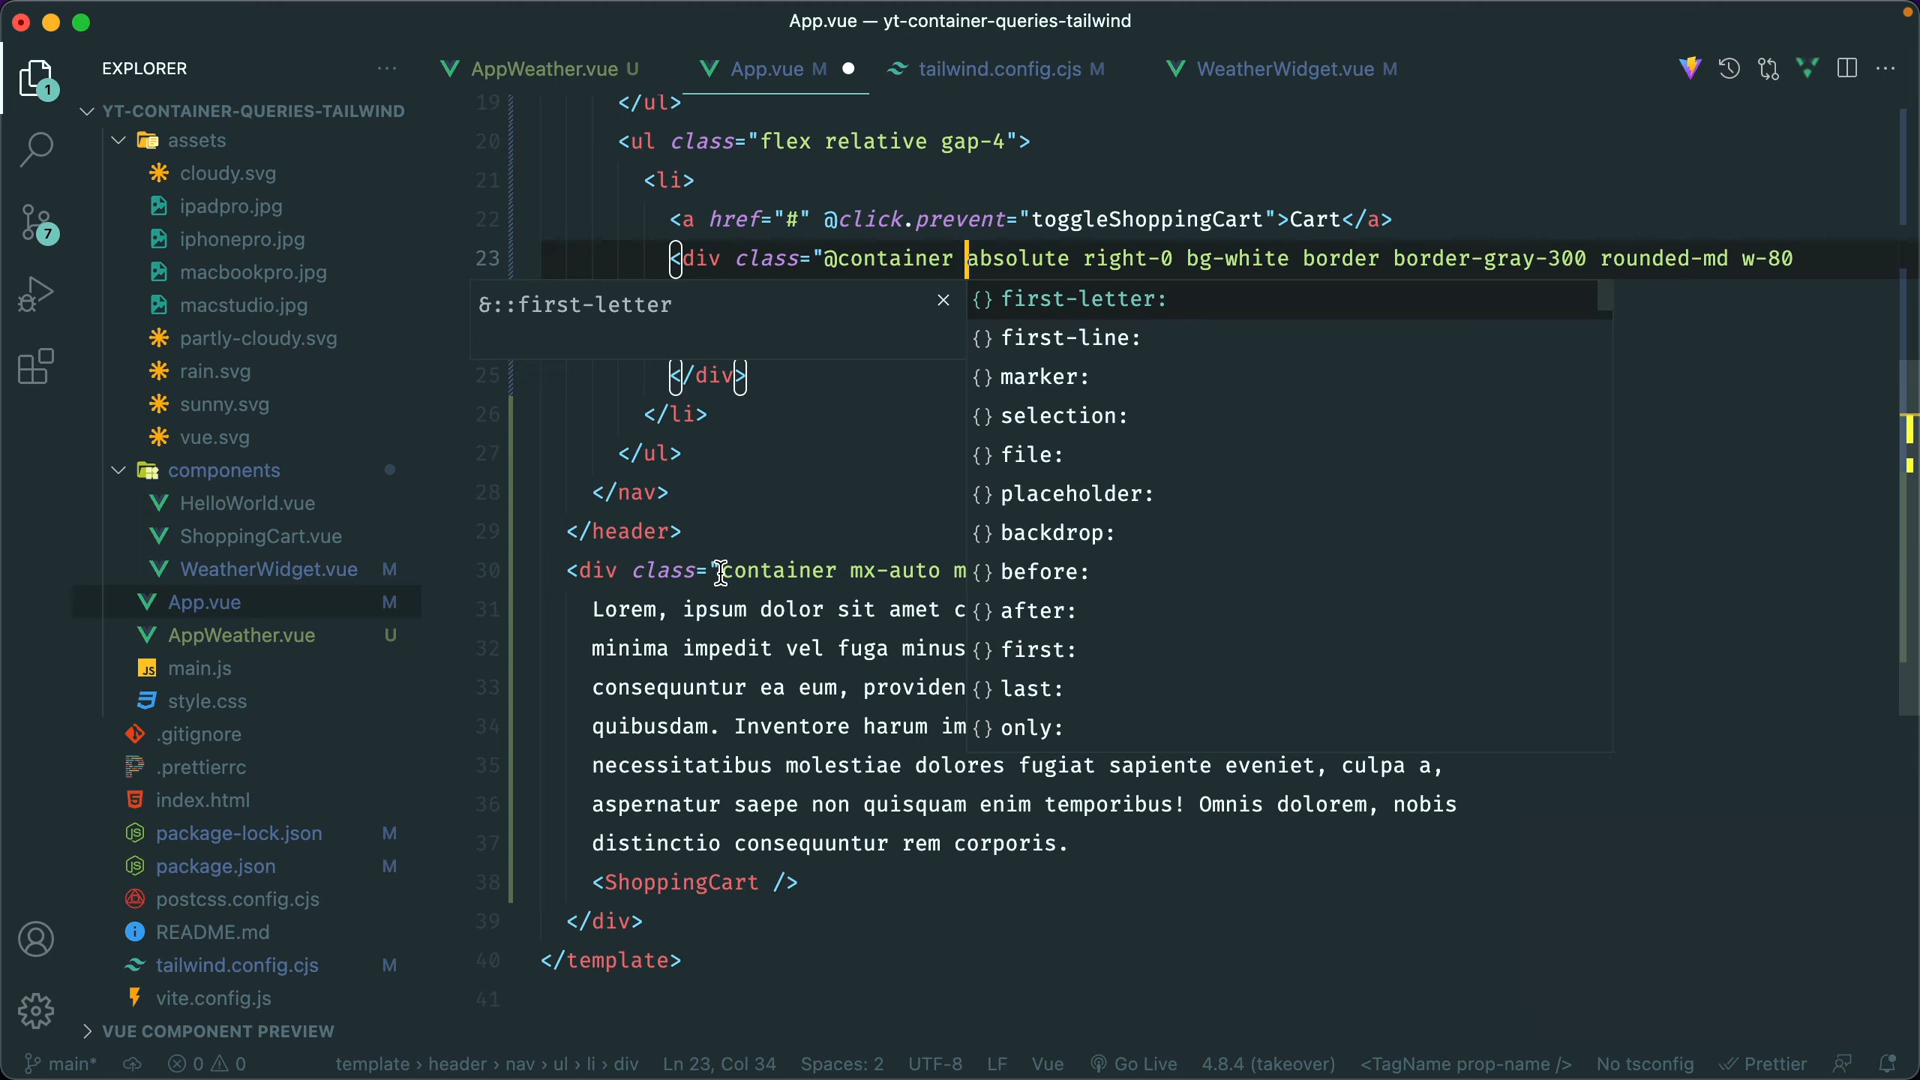 App.vue — yt-container-queries-tailwind
EXPLORER
AppWeather.vue U
App.vue M
tailwind.config.cjs M
WeatherWidget.vue M
1
7
YT-CONTAINER-QUERIES-TAILWIND
assets
cloudy.svg
ipadpro.jpg
iphonepro.jpg
macbookpro.jpg
macstudio.jpg
partly-cloudy.svg
rain.svg
sunny.svg
vue.svg
components
HelloWorld.vue
ShoppingCart.vue
WeatherWidget.vue M
App.vue M
AppWeather.vue U
main.js
style.css
.gitignore
.prettierrc
index.html
package-lock.json M
package.json M
postcss.config.cjs
README.md
tailwind.config.cjs M
vite.config.js
VUE COMPONENT PREVIEW
19 </ul>
20 <ul class="flex relative gap-4">
21 <li>
22 <a href="#" @click.prevent="toggleShoppingCart">Cart</a>
23 <div class="@container absolute right-0 bg-white border border-gray-300 rounded-md w-80
&::first-letter
25 </div>
26 </li>
27 </ul>
28 </nav>
29 </header>
30 <div class="container mx-auto m
31 Lorem, ipsum dolor sit amet c
32 minima impedit vel fuga minus
33 consequuntur ea eum, providen
34 quibusdam. Inventore harum im
35 necessitatibus molestiae dolores fugiat sapiente eveniet, culpa a,
36 aspernatur saepe non quisquam enim temporibus! Omnis dolorem, nobis
37 distinctio consequuntur rem corporis.
38 <ShoppingCart />
39 </div>
40 </template>
41
{} first-letter:
{} first-line:
{} marker:
{} selection:
{} file:
{} placeholder:
{} backdrop:
{} before:
{} after:
{} first:
{} last:
{} only:
main* 0 0 template > header > nav > ul > li > div Ln 23, Col 34 Spaces: 2 UTF-8 LF Vue Go Live 4.8.4 (takeover) <TagName prop-name /> No tsconfig Prettier